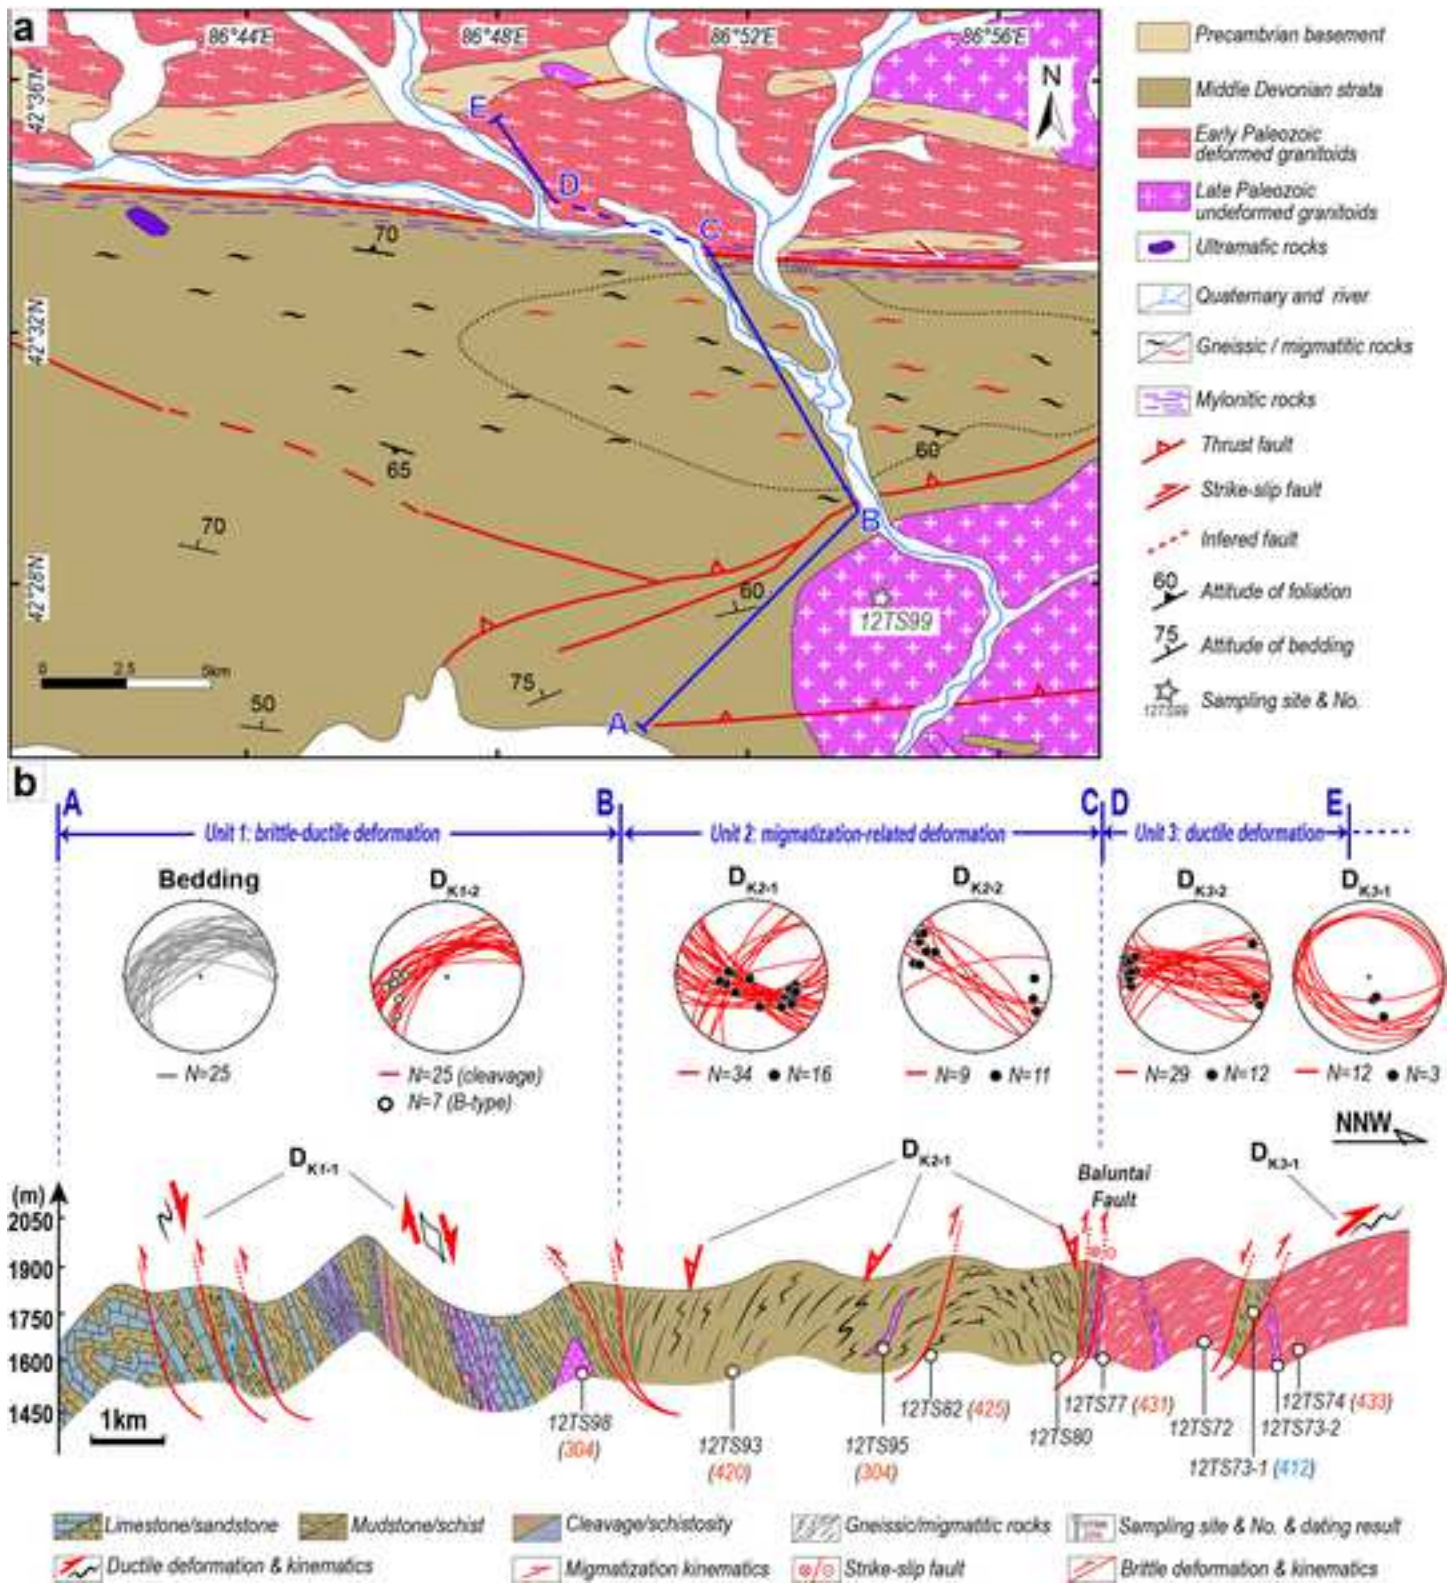 a
86°44'E
86°48'E
86°52'E
86°56'E
42°36'N
42°32'N
42°28'N
N
E
D
C
B
A
70
65
70
60
60
75
50
12TS99
0 2.5 5km
Precambrian basement
Middle Devonian strata
Early Paleozoic
deformed granitoids
Late Paleozoic
undeformed granitoids
Ultramafic rocks
Quaternary and river
Gneissic / migmatitic rocks
Mylonitic rocks
Thrust fault
Strike-slip fault
Infered fault
60 Attitude of foliation
75 Attitude of bedding
12TS99 Sampling site & No.
b
A B C D E
Unit 1: brittle-ductile deformation
Unit 2: migmatization-related deformation
Unit 3: ductile deformation
Bedding
DK1-2
DK2-1
DK2-2
DK3-2
DK3-1
N=25
N=25 (cleavage)
N=7 (B-type)
N=34 N=16
N=9 N=11
N=29 N=12
N=12 N=3
NNW
DK1-1
DK2-1
Baluntai
Fault
DK3-1
(m)
2050
1900
1750
1600
1450
1km
12TS98
(304)
12TS93
(420)
12TS95
(304)
12TS82 (425)
12TS80
12TS77 (431)
12TS72
12TS73-1 (412)
12TS73-2
12TS74 (433)
Limestone/sandstone
Mudstone/schist
Cleavage/schistosity
Gneissic/migmatitic rocks
Sampling site & No. & dating result
Ductile deformation & kinematics
Migmatization kinematics
Strike-slip fault
Brittle deformation & kinematics